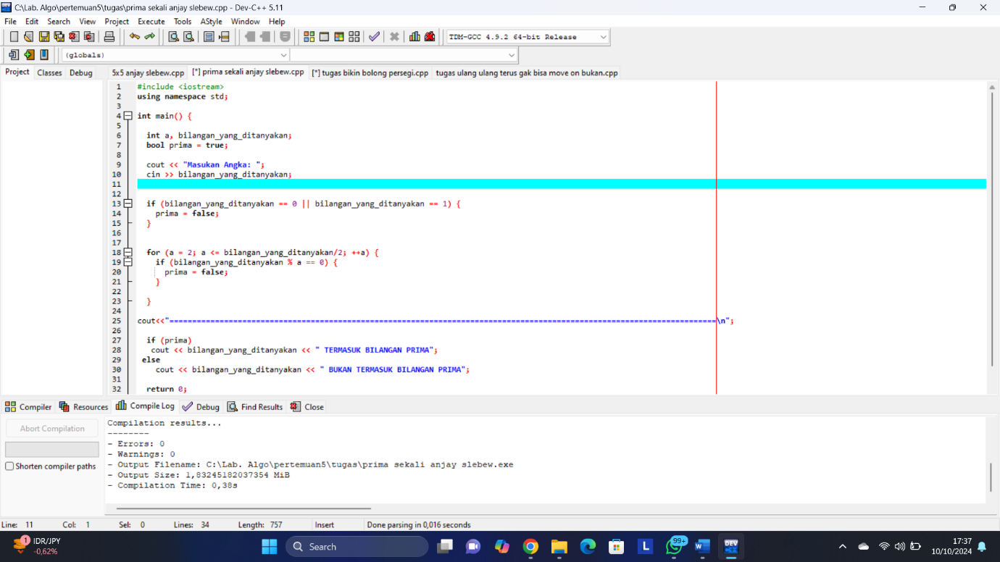 C:\Lab. Algo\pertemuan5\tugas\prima sekali anjay slebew.cpp - Dev-C++ 5.11
File Edit Search View Project Execute Tools AStyle Window Help
TDM-GCC 4.9.2 64-bit Release
(globals)
Project Classes Debug
5x5 anjay slebew.cpp [*] prima sekali anjay slebew.cpp [*] tugas bikin bolong persegi.cpp tugas ulang ulang terus gak bisa move on bukan.cpp
1 #include <iostream>
2 using namespace std;
3
4 int main() {
5
6 int a, bilangan_yang_ditanyakan;
7 bool prima = true;
8
9 cout << "Masukan Angka: ";
10 cin >> bilangan_yang_ditanyakan;
11
12
13 if (bilangan_yang_ditanyakan == 0 || bilangan_yang_ditanyakan == 1) {
14 prima = false;
15 }
16
17
18 for (a = 2; a <= bilangan_yang_ditanyakan/2; ++a) {
19 if (bilangan_yang_ditanyakan % a == 0) {
20 prima = false;
21 }
22
23 }
24
25 cout<<"========================================================================================================================\n";
26
27 if (prima)
28 cout << bilangan_yang_ditanyakan << " TERMASUK BILANGAN PRIMA";
29 else
30 cout << bilangan_yang_ditanyakan << " BUKAN TERMASUK BILANGAN PRIMA";
31
32 return 0;
Compiler Resources Compile Log Debug Find Results Close
Abort Compilation
Shorten compiler paths
Compilation results...
--------
- Errors: 0
- Warnings: 0
- Output Filename: C:\Lab. Algo\pertemuan5\tugas\prima sekali anjay slebew.exe
- Output Size: 1,83245182037354 MiB
- Compilation Time: 0,38s
Line: 11 Col: 1 Sel: 0 Lines: 34 Length: 757 Insert Done parsing in 0,016 seconds
1
IDR/JPY
-0,62%
Search
L
99+
W
DEV
17:37
10/10/2024